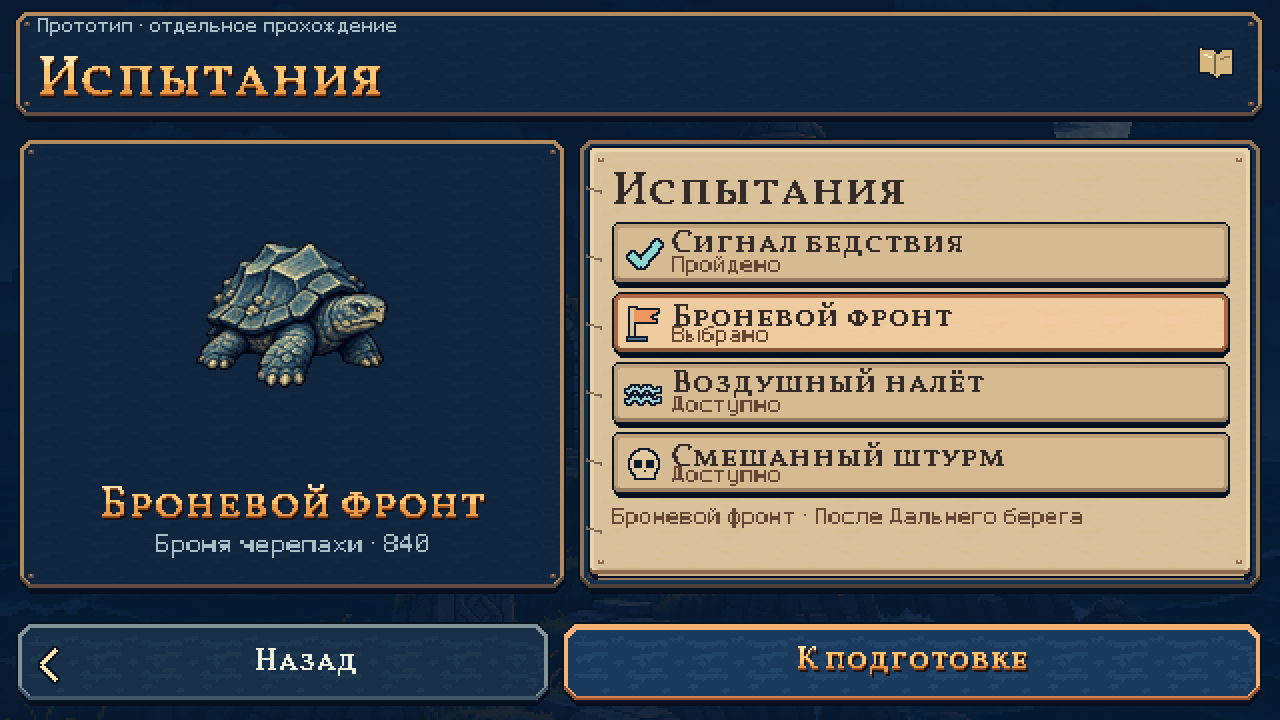 Прототип · отдельное прохождение
Испытания
Броневой фронт
Броня черепахи · 840
Испытания
Сигнал бедствия
Пройдено
Броневой фронт
Выбрано
Воздушный налёт
Доступно
Смешанный штурм
Доступно
Броневой фронт · После Дальнего берега
Назад
К подготовке